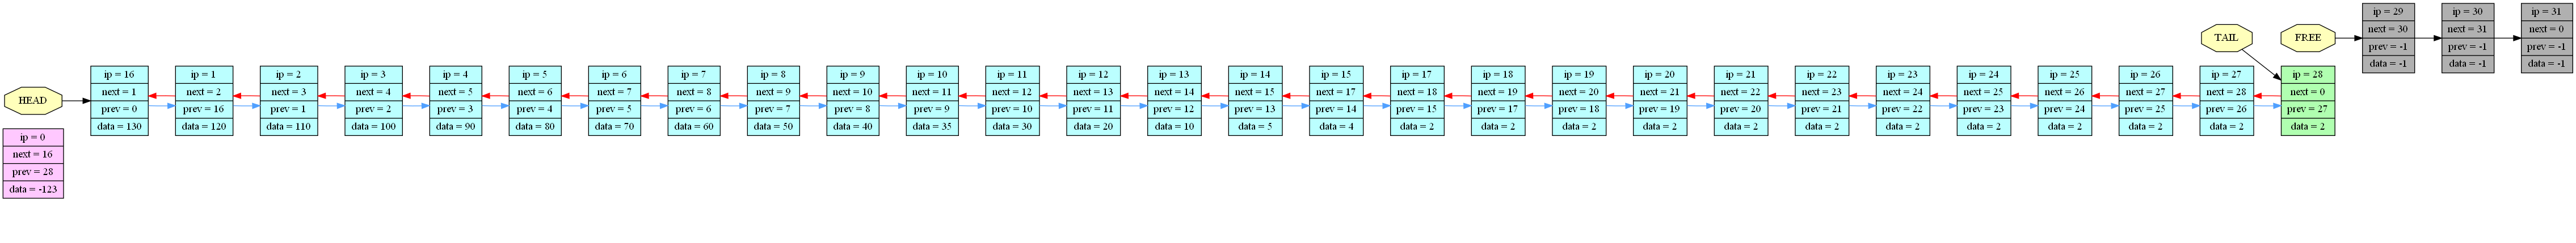 HEAD
ip = 0
next = 16
prev = 28
data = -123
ip = 16
next = 1
prev = 0
data = 130
ip = 1
next = 2
prev = 16
data = 120
ip = 2
next = 3
prev = 1
data = 110
ip = 3
next = 4
prev = 2
data = 100
ip = 4
next = 5
prev = 3
data = 90
ip = 5
next = 6
prev = 4
data = 80
ip = 6
next = 7
prev = 5
data = 70
ip = 7
next = 8
prev = 6
data = 60
ip = 8
next = 9
prev = 7
data = 50
ip = 9
next = 10
prev = 8
data = 40
ip = 10
next = 11
prev = 9
data = 35
ip = 11
next = 12
prev = 10
data = 30
ip = 12
next = 13
prev = 11
data = 20
ip = 13
next = 14
prev = 12
data = 10
ip = 14
next = 15
prev = 13
data = 5
ip = 15
next = 17
prev = 14
data = 4
ip = 17
next = 18
prev = 15
data = 2
ip = 18
next = 19
prev = 17
data = 2
ip = 19
next = 20
prev = 18
data = 2
ip = 20
next = 21
prev = 19
data = 2
ip = 21
next = 22
prev = 20
data = 2
ip = 22
next = 23
prev = 21
data = 2
ip = 23
next = 24
prev = 22
data = 2
ip = 24
next = 25
prev = 23
data = 2
ip = 25
next = 26
prev = 24
data = 2
ip = 26
next = 27
prev = 25
data = 2
ip = 27
next = 28
prev = 26
data = 2
TAIL
ip = 28
next = 0
prev = 27
data = 2
FREE
ip = 29
next = 30
prev = -1
data = -1
ip = 30
next = 31
prev = -1
data = -1
ip = 31
next = 0
prev = -1
data = -1